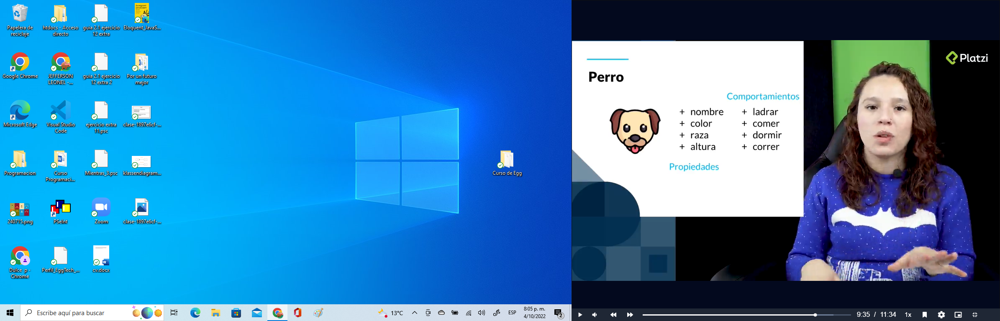 Papelera de
reciclaje
htdocs - Acceso
directo
guia 2.1 ejercicio
12 extra
ELOQUENT
JAVASCRIPT
Eloquent_JavaS...
Google Chrome
JEFFERSON
LEONEL -...
guia 2.1 ejercicio
12 extra 2
Por un futuro
mejor
Microsoft Edge
Visual Studio
Code
ejercicio extra
11.psc
clase-1897e6cf-...
Programacion
Curso
Programaci...
Mientras_3.psc
klassendiagram...
240715.png
PSeInt
Zoom
clase-1897e6cf-...
Dulce p -
Chrome
Perfil_EggTech_...
cv.docx
Curso de Egg
Escribe aquí para buscar
13°C
ESP
8:05 p. m.
4/10/2022
2
Platzi
Perro
Comportamientos
+ nombre
+ color
+ raza
+ altura
+ ladrar
+ comer
+ dormir
+ correr
Propiedades
9:35 / 11:34
1x